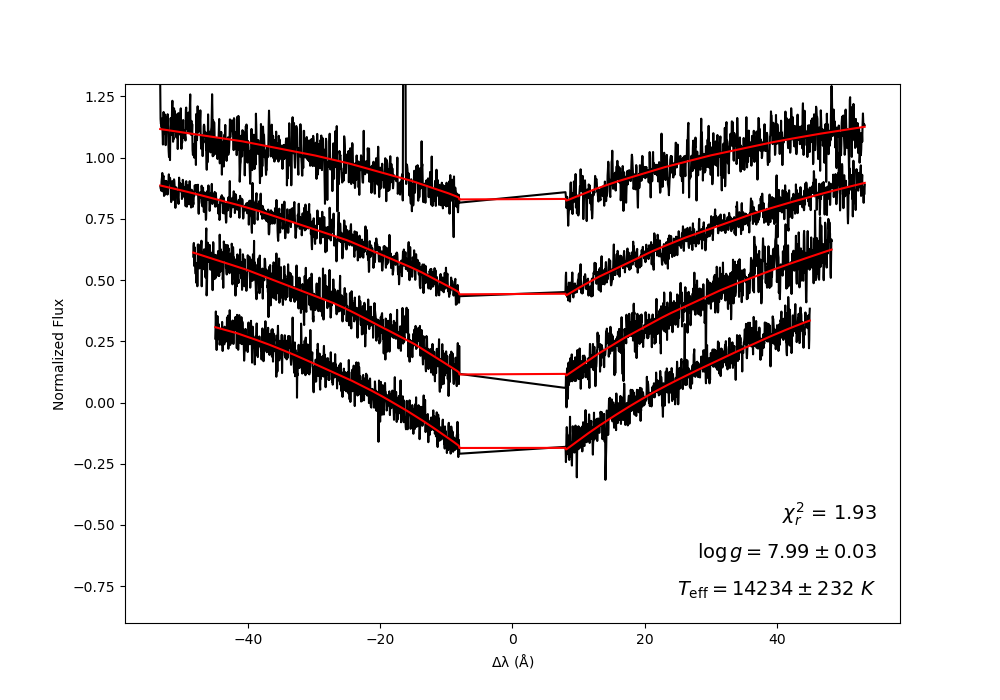 1.25
1.00
0.75
0.50
0.25
0.00
−0.25
−0.50
−0.75
Normalized Flux
χ²ᵣ = 1.93
log g = 7.99 ± 0.03
T_eff = 14234 ± 232 K
−40 −20 0 20 40
Δλ (Å)